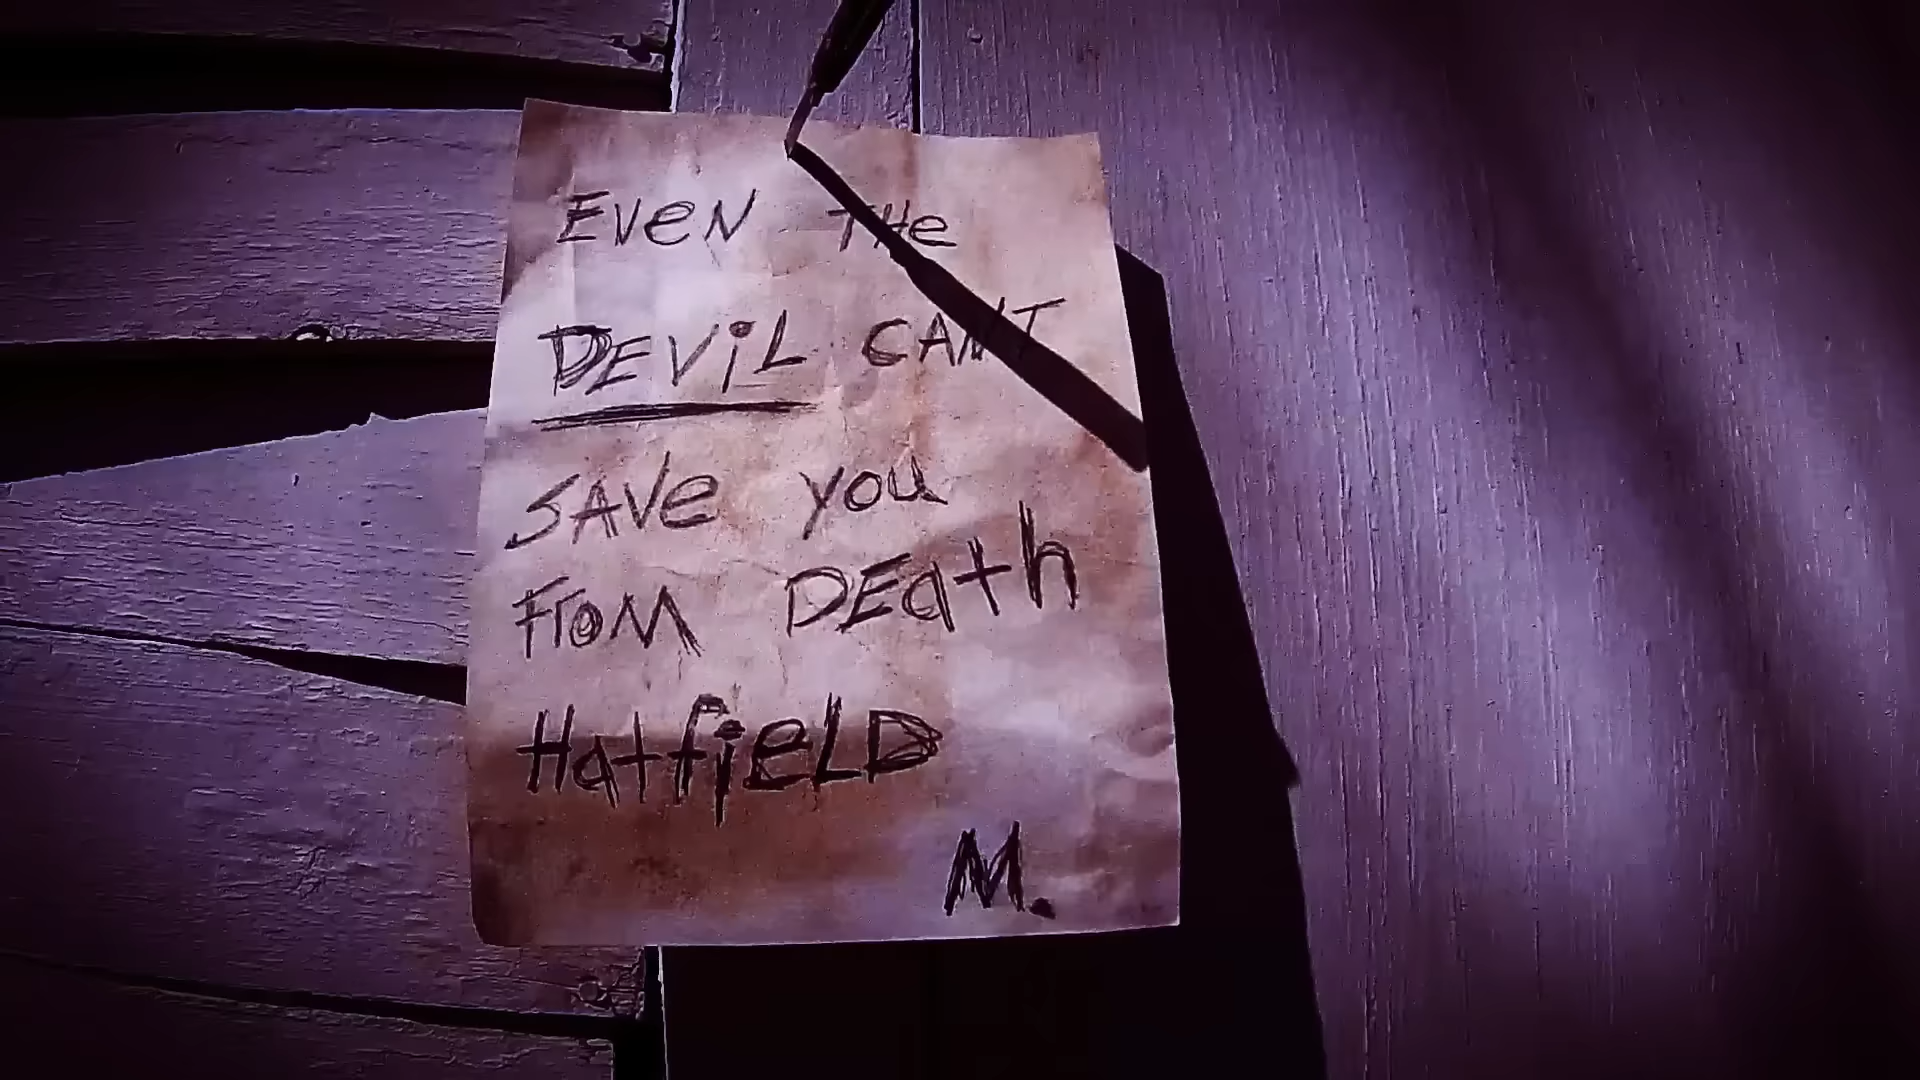 EVeN THe
DEViL CAN'T
SAVe you
FroM DEath
HatfieLD
M.